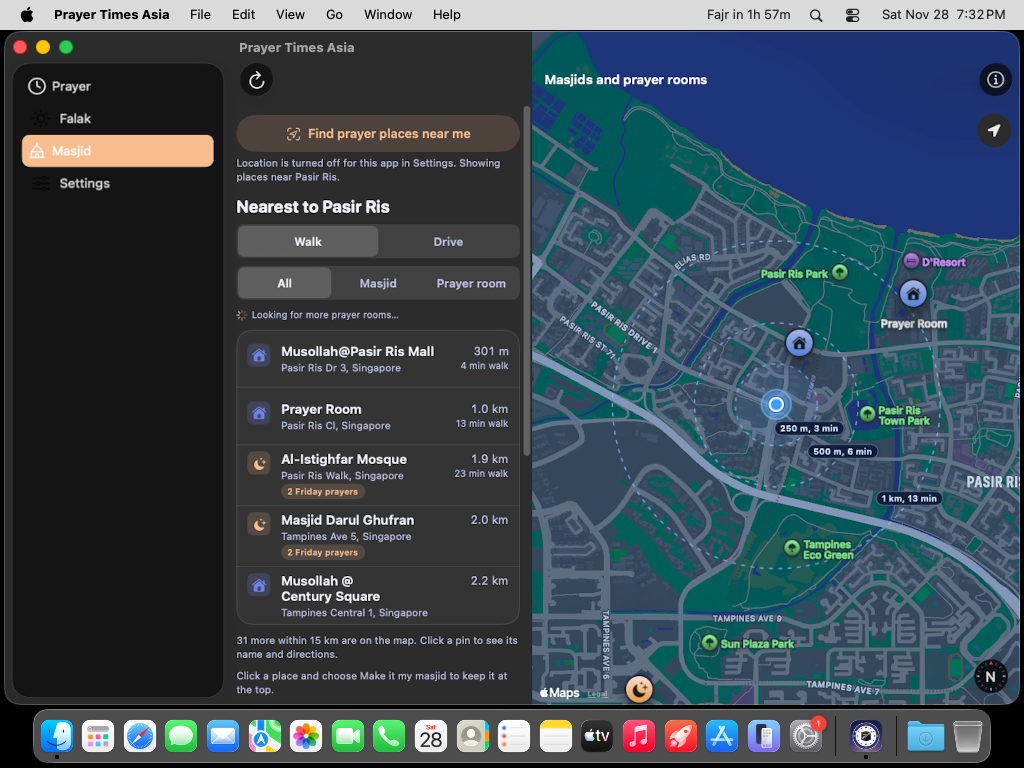 Prayer Times Asia File Edit View Go Window Help Fajr in 1h 57m Sat Nov 28 7:32 PM
Prayer
Falak
Masjid
Settings
Prayer Times Asia
Find prayer places near me
Location is turned off for this app in Settings. Showing
places near Pasir Ris.
Nearest to Pasir Ris
Walk Drive
All Masjid Prayer room
Looking for more prayer rooms...
Musollah@Pasir Ris Mall 301 m
Pasir Ris Dr 3, Singapore 4 min walk
Prayer Room 1.0 km
Pasir Ris Cl, Singapore 13 min walk
Al-Istighfar Mosque 1.9 km
Pasir Ris Walk, Singapore 23 min walk
2 Friday prayers
Masjid Darul Ghufran 2.0 km
Tampines Ave 5, Singapore
2 Friday prayers
Musollah @ 2.2 km
Century Square
Tampines Central 1, Singapore
31 more within 15 km are on the map. Click a pin to see its
name and directions.
Click a place and choose Make it my masjid to keep it at
the top.
Masjids and prayer rooms
ELIAS RD
Pasir Ris Park
D'Resort
Prayer Room
PASIR RIS DRIVE 1
PASIR RIS ST 71
Pasir Ris
Town Park
250 m, 3 min
500 m, 6 min
PASIR RIS
1 km, 13 min
Tampines
Eco Green
TAMPINES AVE 9
TAMPINES AVE 6
Sun Plaza Park
TAMPINES AVE 7
N
Maps Legal
Sat
28
tv
1